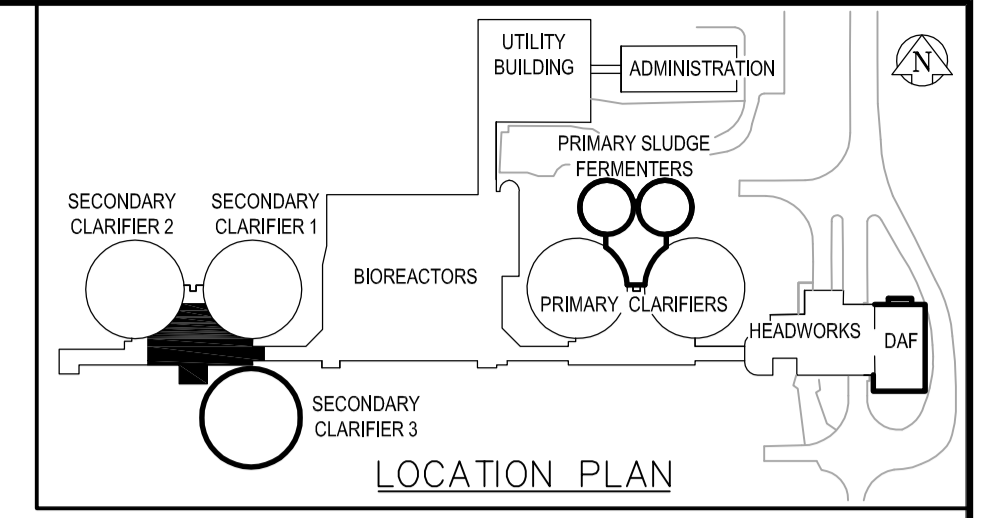 UTILITY
BUILDING
ADMINISTRATION
N
PRIMARY SLUDGE
FERMENTERS
SECONDARY
CLARIFIER 2
SECONDARY
CLARIFIER 1
BIOREACTORS
PRIMARY CLARIFIERS
HEADWORKS
DAF
SECONDARY
CLARIFIER 3
LOCATION PLAN